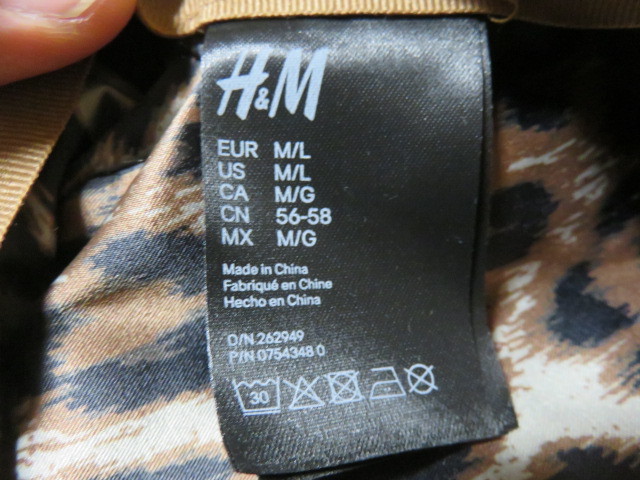 H&M
EUR M/L
US M/L
CA M/G
CN 56-58
MX M/G
Made in China
Fabriqué en Chine
Hecho en China
O/N 262949
P/N 0754348 0
30